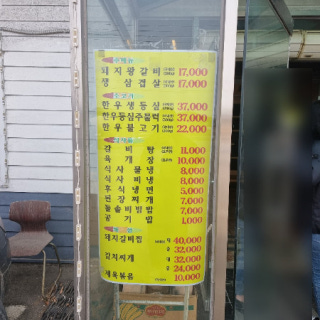 돼지왕갈비 17,000
생삼겹살 17,000
한우생등심 37,000
한우등심주물럭 37,000
한우불고기 22,000
갈비탕 11,000
육개장 10,000
식사물냉 8,000
식사비냉 8,000
후식냉면 5,000
된장찌개 7,000
돌솥비빔밥 7,000
공기밥 1,000
돼지갈비찜 40,000
32,000
갈치찌개 32,000
24,000
제육볶음 10,000